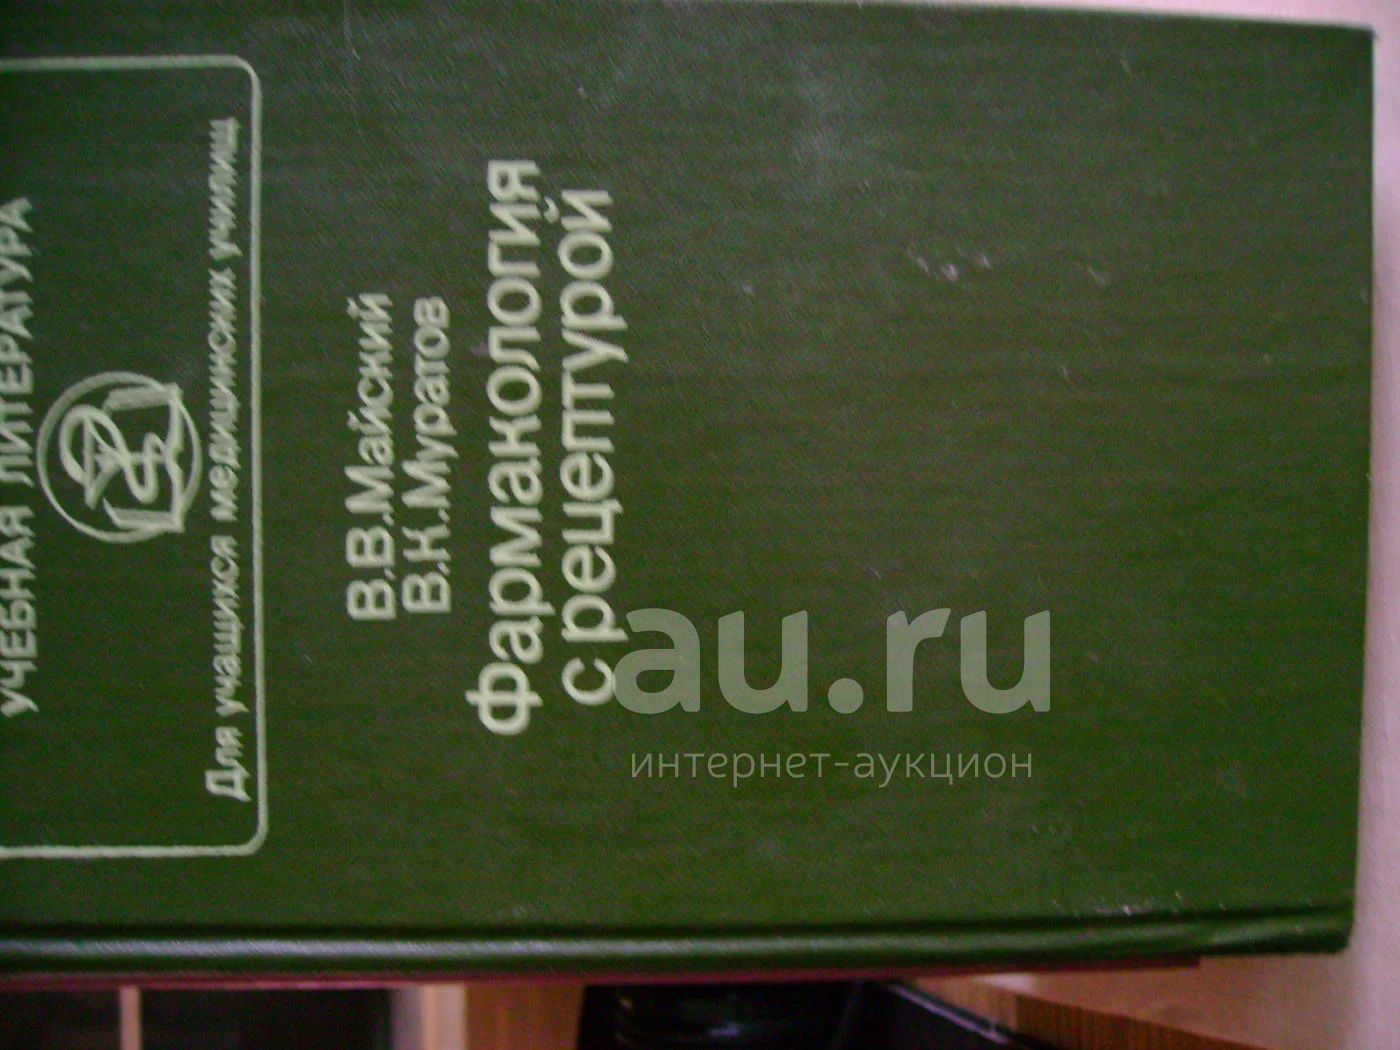 УЧЕБНАЯ ЛИТЕРАТУРА
Для учащихся медицинских училищ
В.В.Майский
В.К.Муратов
Фармакология
с рецептурой
au.ru
интернет-аукцион